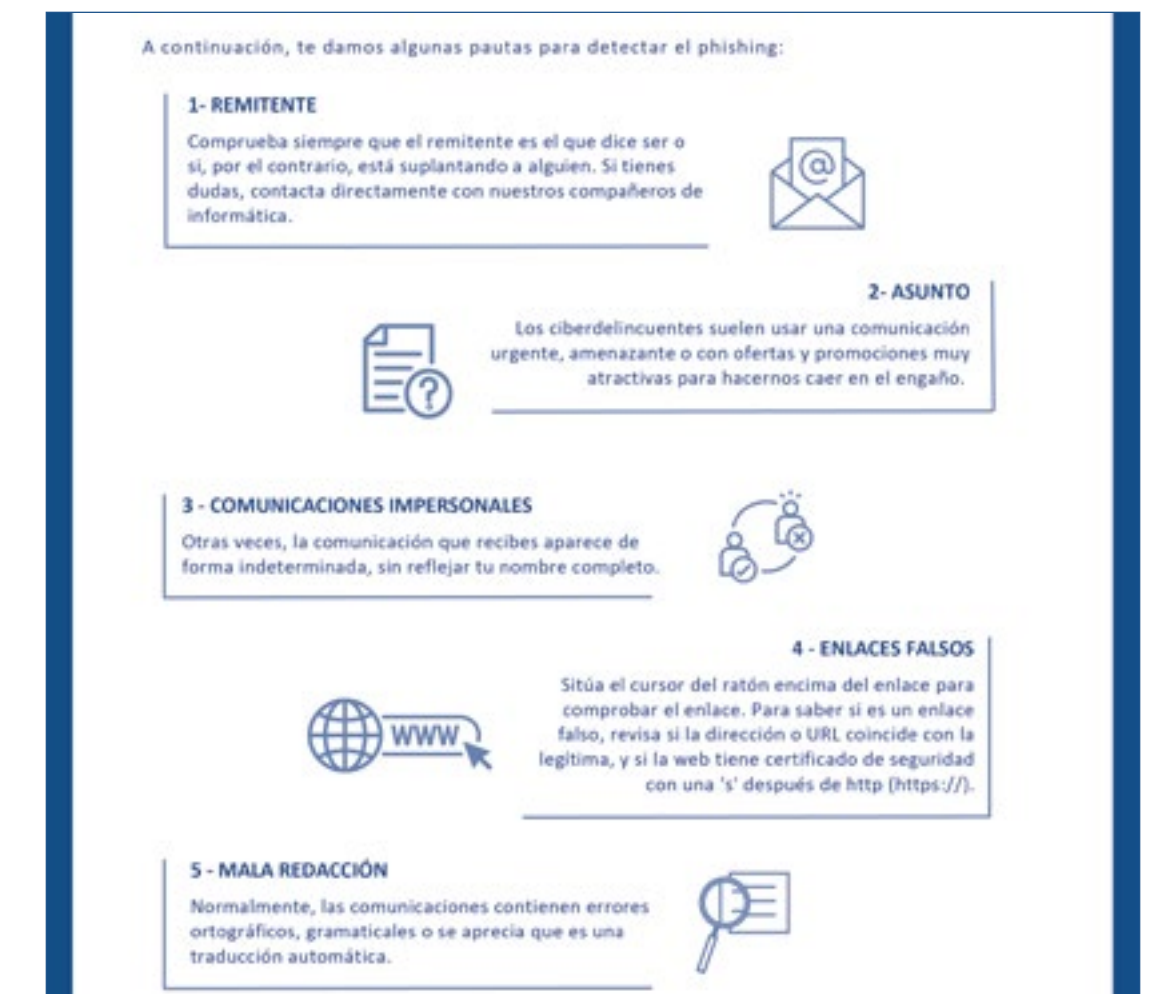 A continuación, te damos algunas pautas para detectar el phishing:
1- REMITENTE
Comprueba siempre que el remitente es el que dice ser o
si, por el contrario, está suplantando a alguien. Si tienes
dudas, contacta directamente con nuestros compañeros de
informática.
2- ASUNTO
Los ciberdelincuentes suelen usar una comunicación
urgente, amenazante o con ofertas y promociones muy
atractivas para hacernos caer en el engaño.
3 - COMUNICACIONES IMPERSONALES
Otras veces, la comunicación que recibes aparece de
forma indeterminada, sin reflejar tu nombre completo.
4 - ENLACES FALSOS
Sitúa el cursor del ratón encima del enlace para
comprobar el enlace. Para saber si es un enlace
falso, revisa si la dirección o URL coincide con la
legítima, y si la web tiene certificado de seguridad
con una 's' después de http (https://).
WWW
5 - MALA REDACCIÓN
Normalmente, las comunicaciones contienen errores
ortográficos, gramaticales o se aprecia que es una
traducción automática.